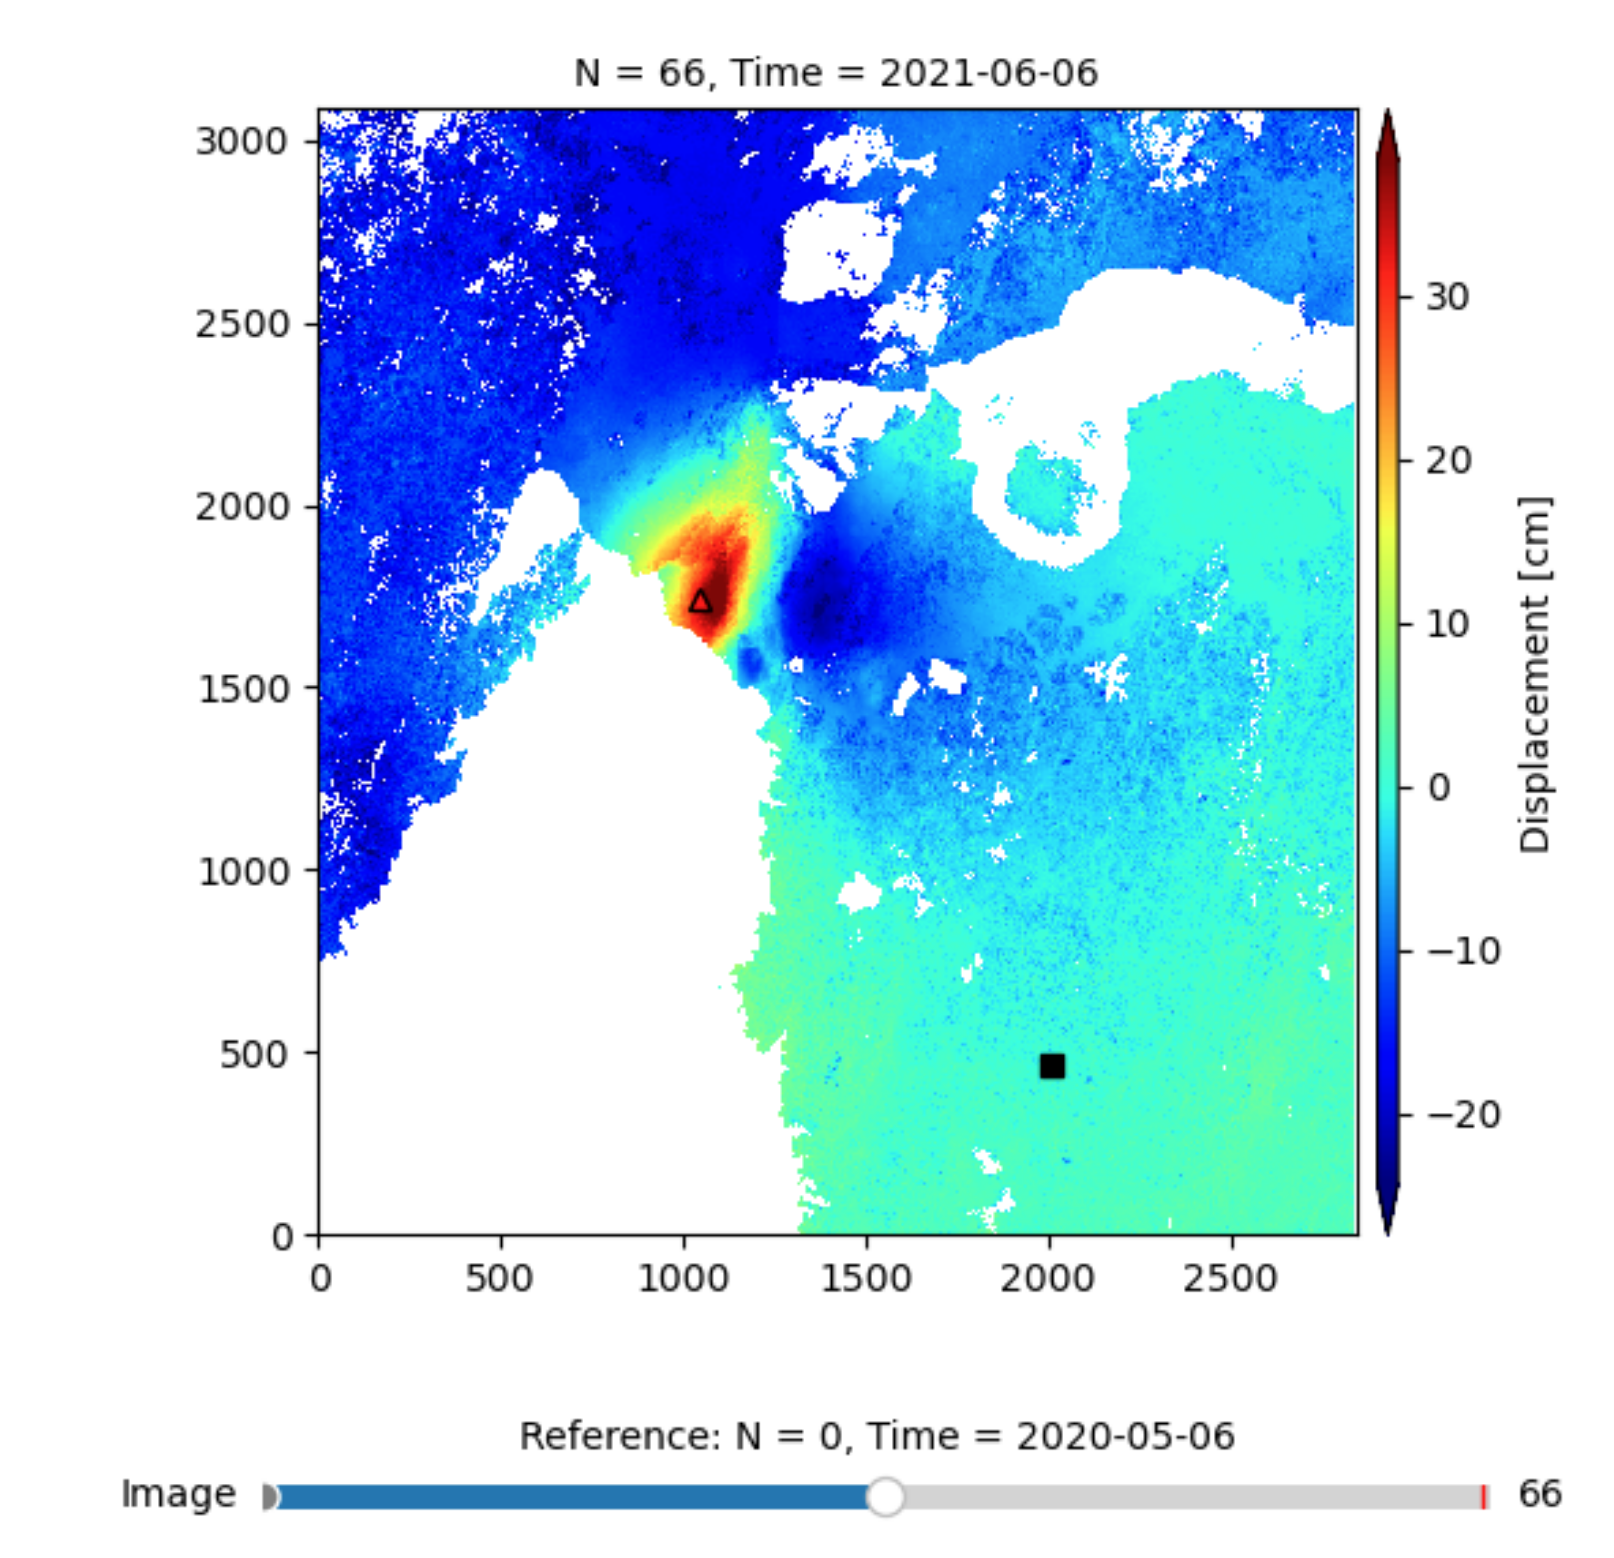 N = 66, Time = 2021-06-06
3000
2500
2000
1500
1000
500
0
0 500 1000 1500 2000 2500
30
20
10
0
−10
−20
Displacement [cm]
Reference: N = 0, Time = 2020-05-06
Image 66